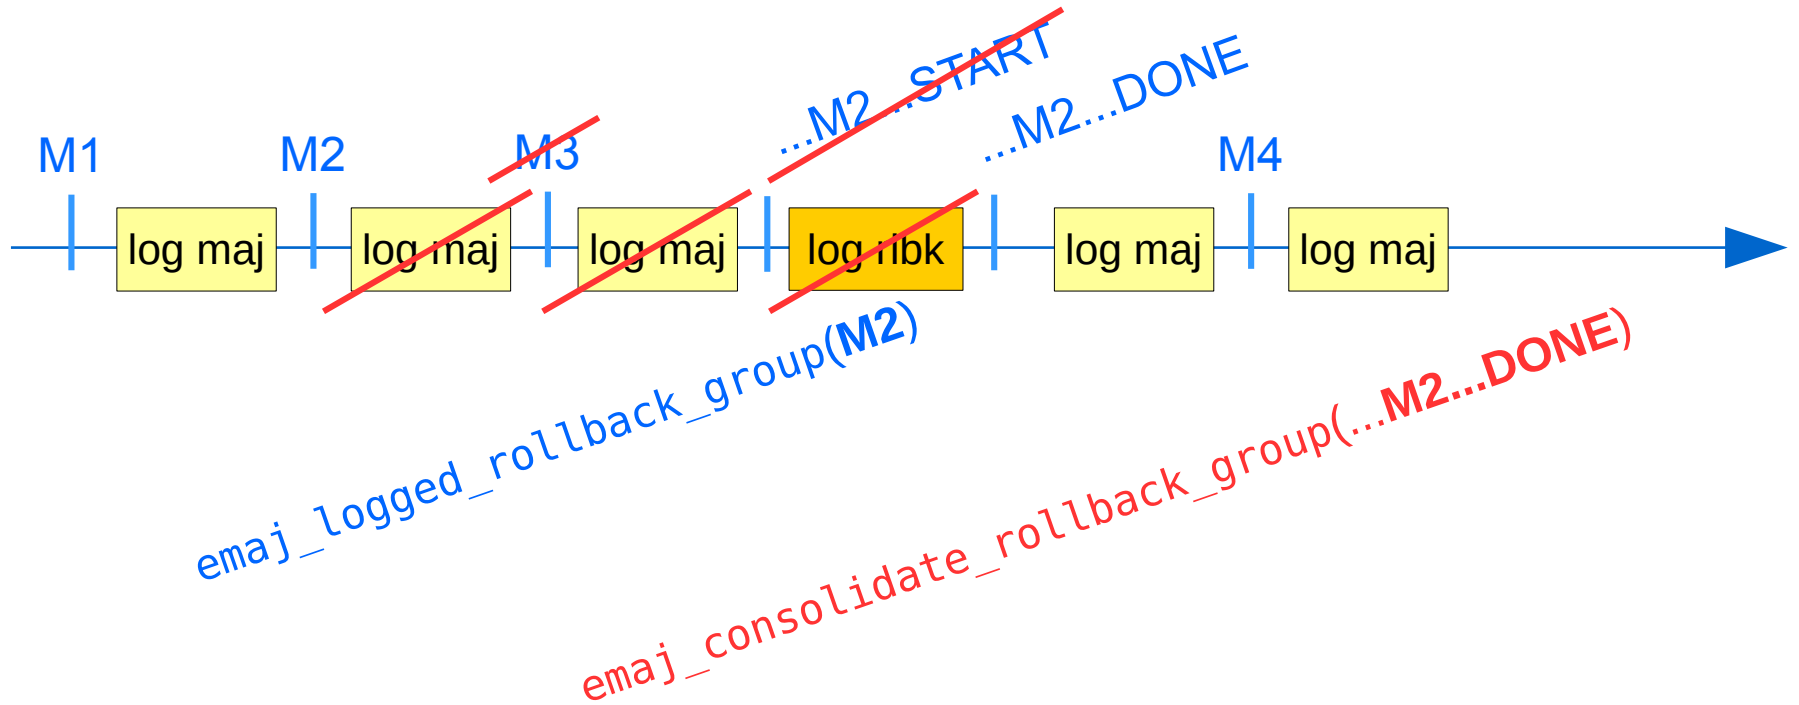 ...M2...START
...M2...DONE
M1
M2
M3
M4
log maj
log maj
log maj
log rlbk
log maj
log maj
emaj_logged_rollback_group(M2)
emaj_consolidate_rollback_group(...M2...DONE)